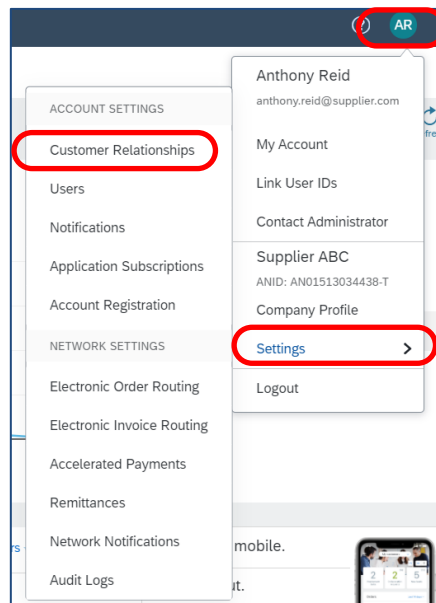 AR
Anthony Reid
anthony.reid@supplier.com
My Account
Link User IDs
Contact Administrator
Supplier ABC
ANID: AN01513034438-T
Company Profile
Settings
Logout
ACCOUNT SETTINGS
Customer Relationships
Users
Notifications
Application Subscriptions
Account Registration
NETWORK SETTINGS
Electronic Order Routing
Electronic Invoice Routing
Accelerated Payments
Remittances
Network Notifications
Audit Logs
mobile.